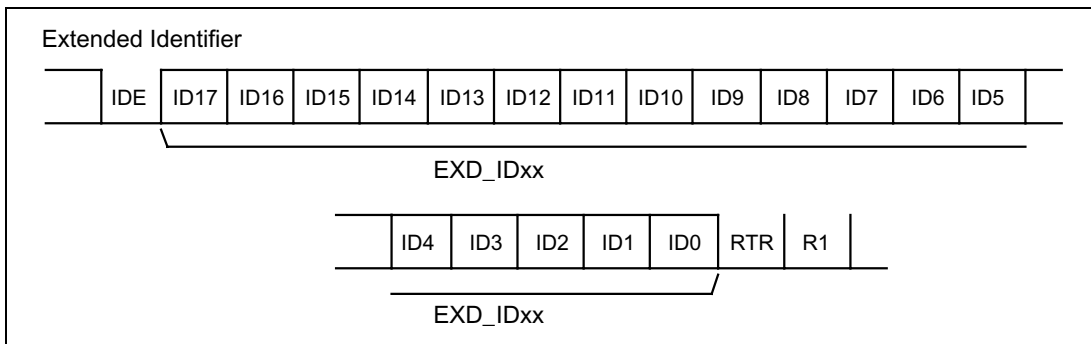 Extended Identifier
IDE ID17 ID16 ID15 ID14 ID13 ID12 ID11 ID10 ID9 ID8 ID7 ID6 ID5
EXD_IDxx
ID4 ID3 ID2 ID1 ID0 RTR R1
EXD_IDxx